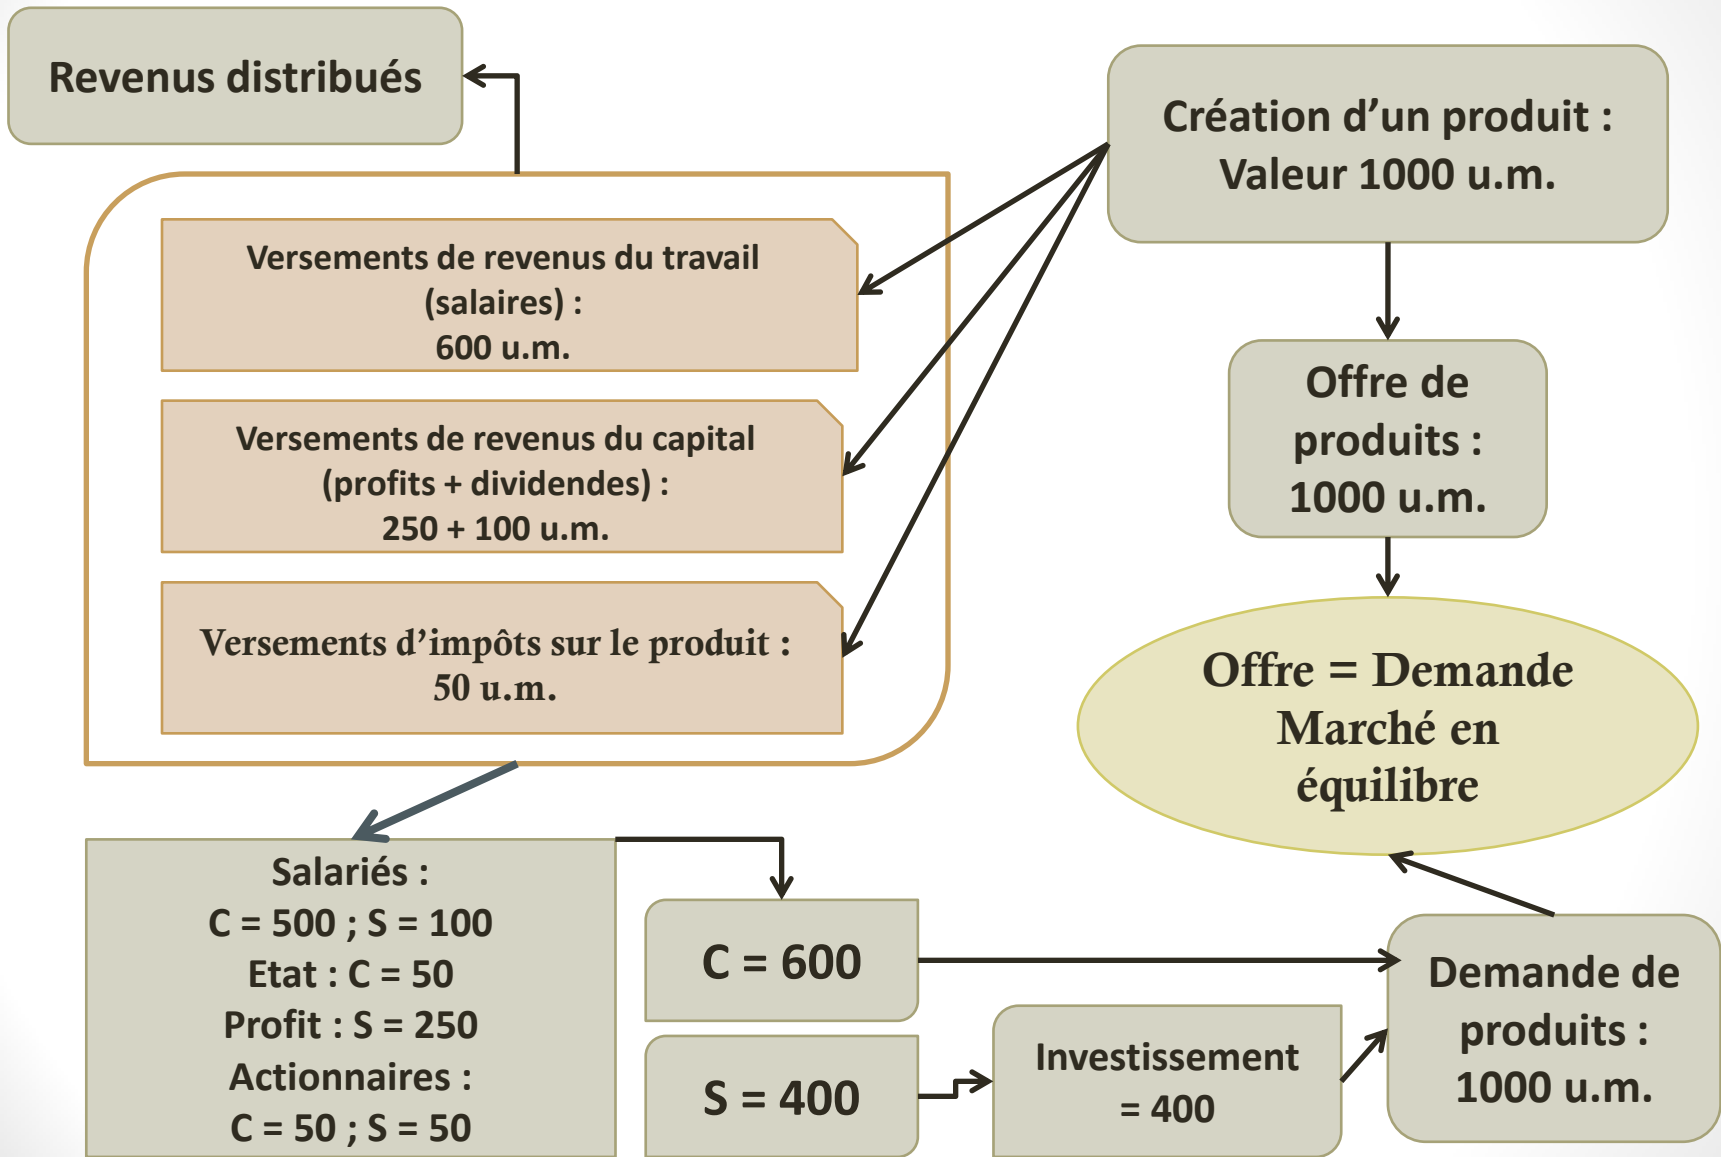 Revenus distribués
Création d’un produit :
Valeur 1000 u.m.
Versements de revenus du travail
(salaires) :
600 u.m.
Versements de revenus du capital
(profits + dividendes) :
250 + 100 u.m.
Versements d’impôts sur le produit :
50 u.m.
Offre de
produits :
1000 u.m.
Offre = Demande
Marché en
équilibre
Salariés :
C = 500 ; S = 100
Etat : C = 50
Profit : S = 250
Actionnaires :
C = 50 ; S = 50
C = 600
S = 400
Investissement
= 400
Demande de
produits :
1000 u.m.